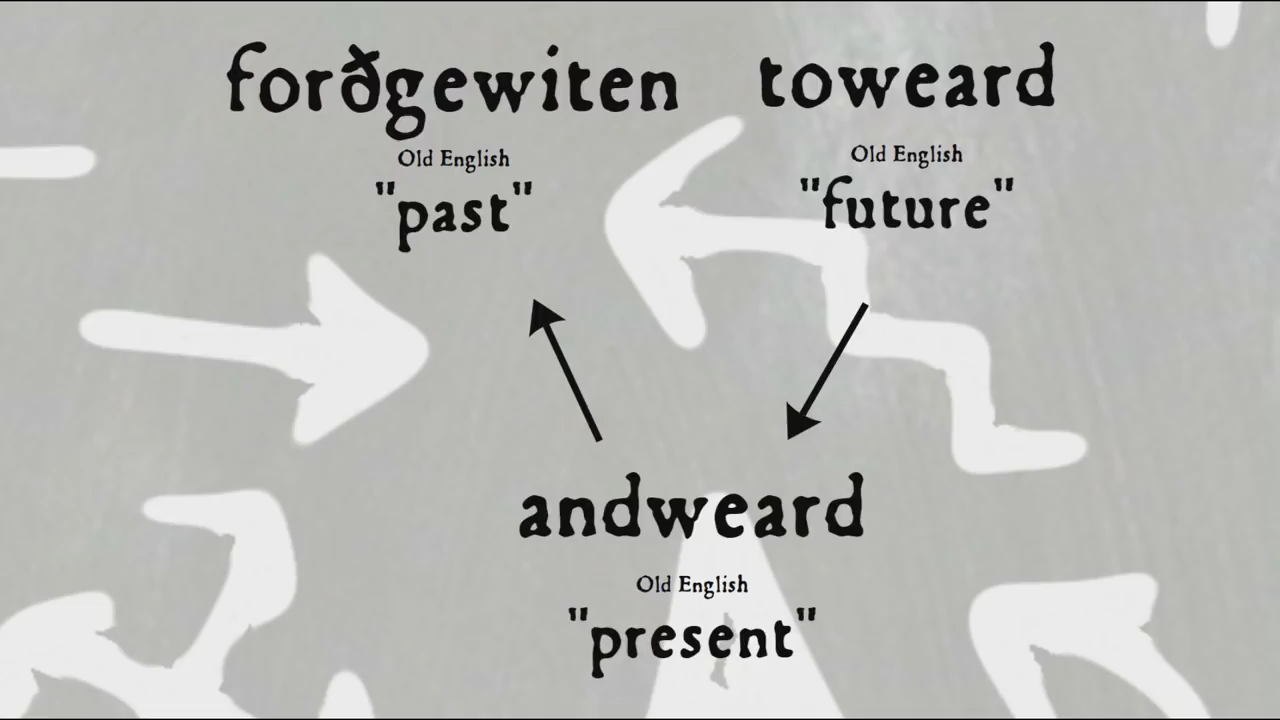 forðgewiten
Old English
"past"
toweard
Old English
"future"
andweard
Old English
"present"